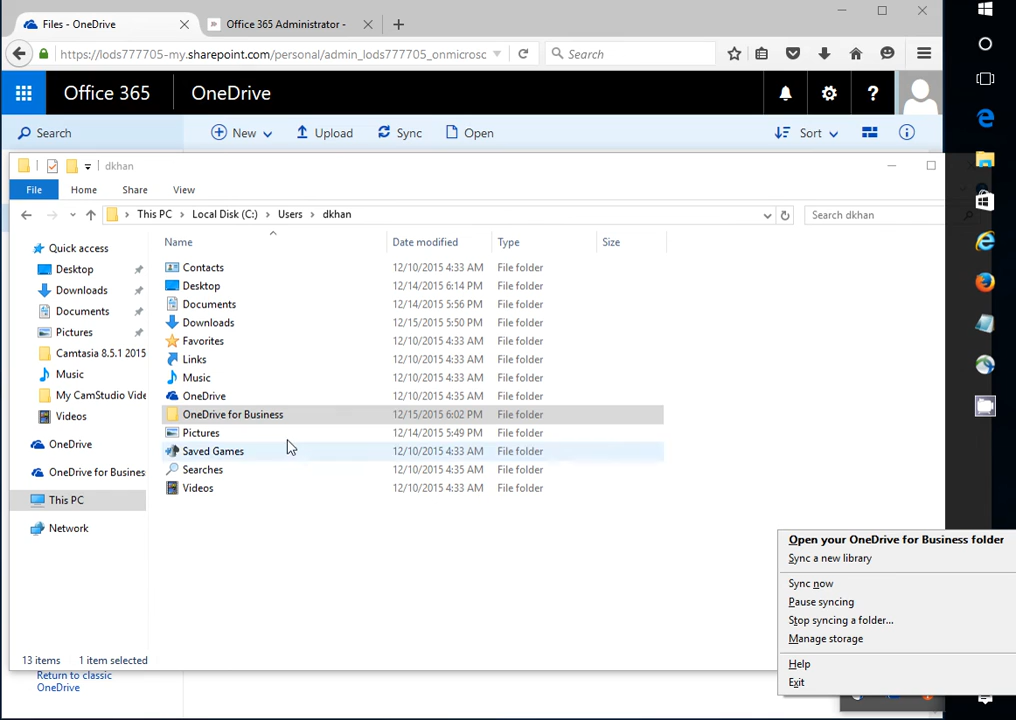 Files - OneDrive
Office 365 Administrator -
https://lods777705-my.sharepoint.com/personal/admin_lods777705_onmicrosc
Search
Office 365
OneDrive
?
Search
New
Upload
Sync
Open
Sort
dkhan
File
Home
Share
View
This PC
Local Disk (C:)
Users
dkhan
Search dkhan
Name
Date modified
Type
Size
Quick access
Desktop
Downloads
Documents
Pictures
Camtasia 8.5.1 2015
Music
My CamStudio Vide
Videos
OneDrive
OneDrive for Busines
This PC
Network
Contacts 12/10/2015 4:33 AM File folder
Desktop 12/14/2015 6:14 PM File folder
Documents 12/14/2015 5:56 PM File folder
Downloads 12/15/2015 5:50 PM File folder
Favorites 12/10/2015 4:33 AM File folder
Links 12/10/2015 4:33 AM File folder
Music 12/10/2015 4:33 AM File folder
OneDrive 12/10/2015 4:35 AM File folder
OneDrive for Business 12/15/2015 6:02 PM File folder
Pictures 12/14/2015 5:49 PM File folder
Saved Games 12/10/2015 4:33 AM File folder
Searches 12/10/2015 4:35 AM File folder
Videos 12/10/2015 4:33 AM File folder
Open your OneDrive for Business folder
Sync a new library
Sync now
Pause syncing
Stop syncing a folder...
Manage storage
Help
Exit
13 items
1 item selected
Return to classic
OneDrive